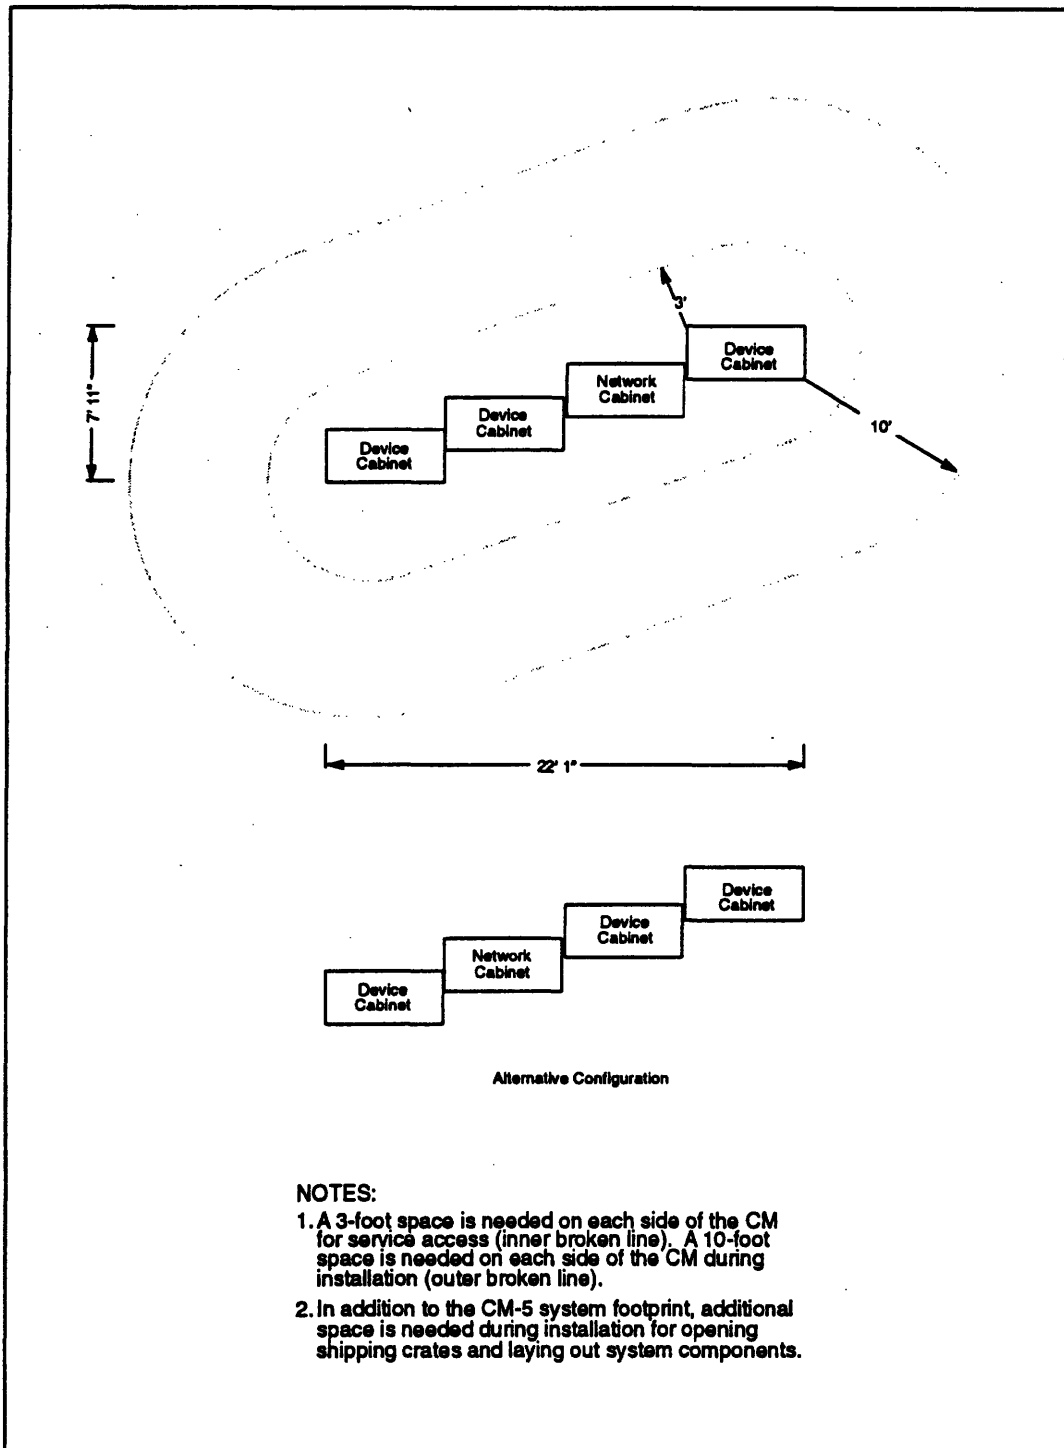 3'
Device
Cabinet
Network
Cabinet
7' 11"
Device
Cabinet
10'
Device
Cabinet
22' 1"
Device
Cabinet
Device
Cabinet
Network
Cabinet
Device
Cabinet
Alternative Configuration
NOTES:
1. A 3-foot space is needed on each side of the CM
for service access (inner broken line). A 10-foot
space is needed on each side of the CM during
installation (outer broken line).
2. In addition to the CM-5 system footprint, additional
space is needed during installation for opening
shipping crates and laying out system components.